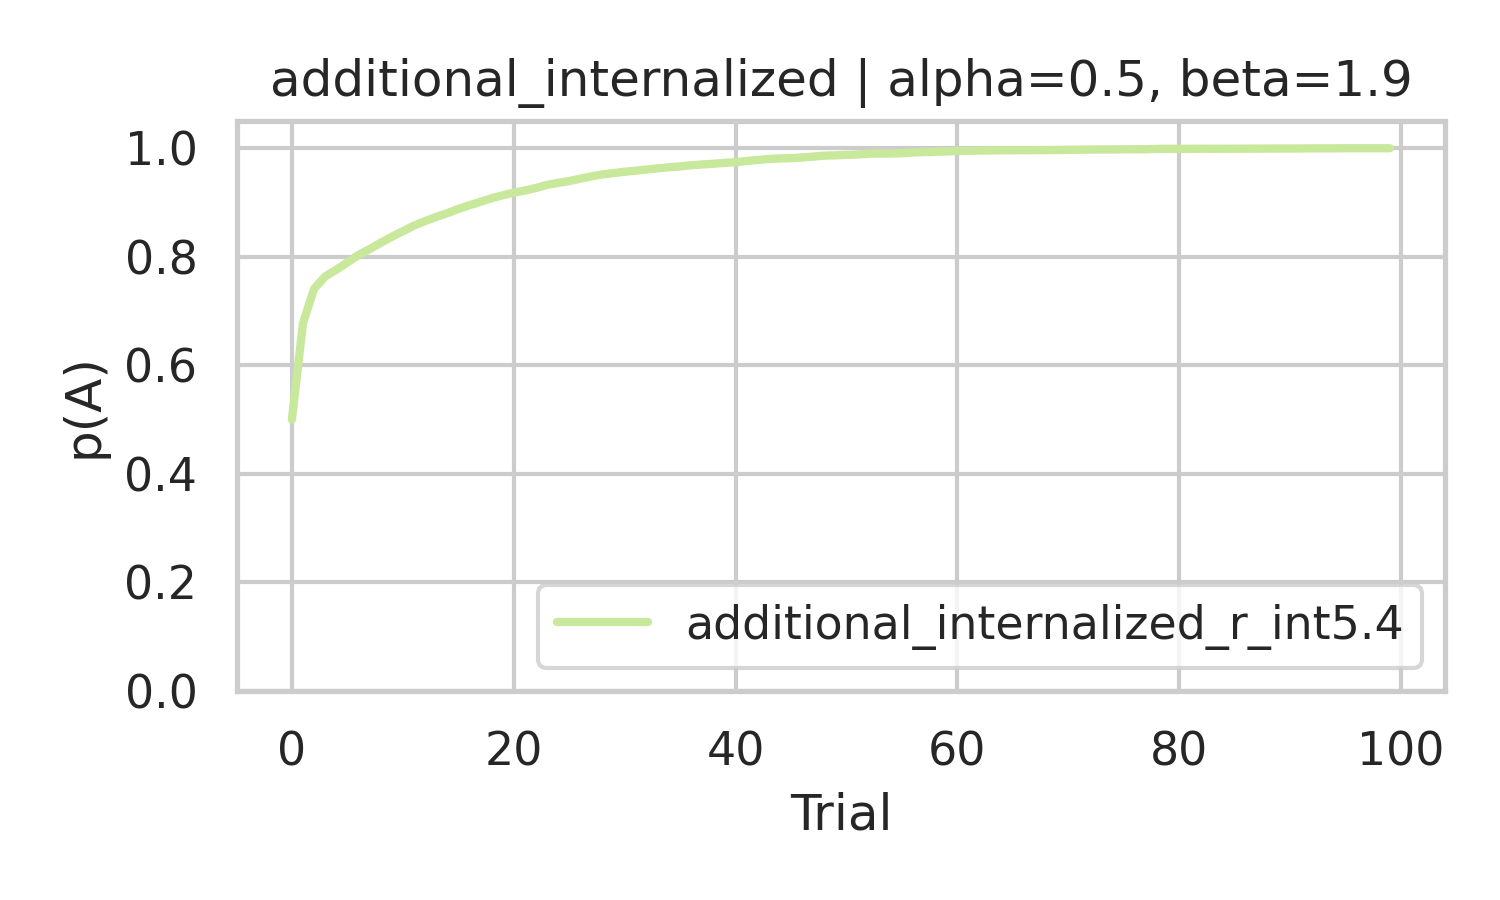 additional_internalized | alpha=0.5, beta=1.9
1.0
0.8
0.6
0.4
0.2
0.0
p(A)
additional_internalized_r_int5.4
0 20 40 60 80 100
Trial